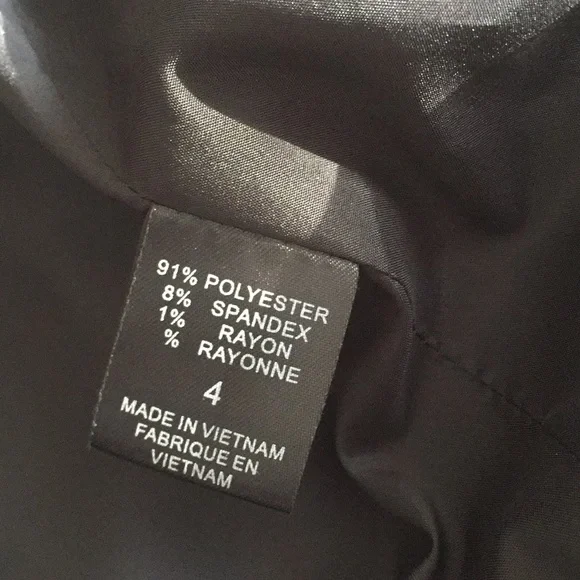 91% POLYESTER
8% SPANDEX
1% RAYON
% RAYONNE
4
MADE IN VIETNAM
FABRIQUE EN
VIETNAM